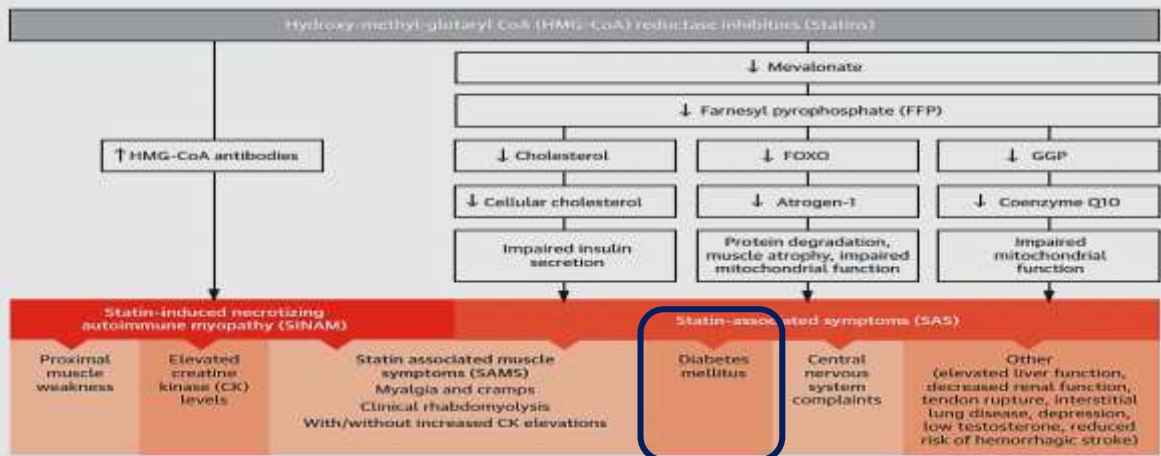 Hydroxy-methyl-glutaryl CoA (HMG-CoA) reductase inhibitors (Statins)
↓ Mevalonate
↓ Farnesyl pyrophosphate (FFP)
↑ HMG-CoA antibodies
↓ Cholesterol
↓ FOXO
↓ GGP
↓ Cellular cholesterol
↓ Atrogen-1
↓ Coenzyme Q10
Impaired insulin
secretion
Protein degradation,
muscle atrophy, impaired
mitochondrial function
Impaired
mitochondrial
function
Statin-induced necrotizing
autoimmune myopathy (SINAM)
Statin-associated symptoms (SAS)
Proximal
muscle
weakness
Elevated
creatine
kinase (CK)
levels
Statin associated muscle
symptoms (SAMS)
Myalgia and cramps
Clinical rhabdomyolysis
With/without increased CK elevations
Diabetes
mellitus
Central
nervous
system
complaints
Other
(elevated liver function,
decreased renal function,
tendon rupture, interstitial
lung disease, depression,
low testosterone, reduced
risk of hemorrhagic stroke)